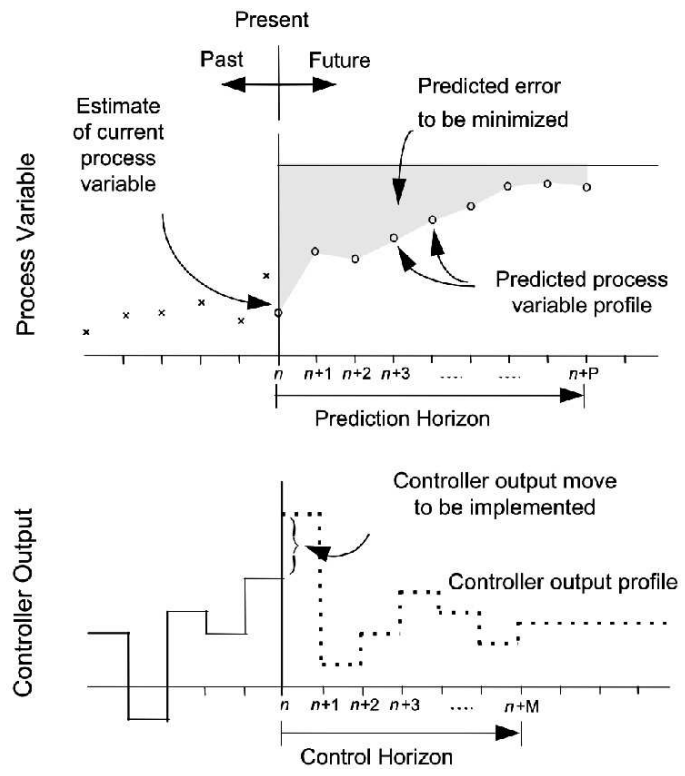 Present
Past
Future
Estimate
of current
process
variable
Predicted error
to be minimized
Process Variable
Predicted process
variable profile
n
n+1
n+2
n+3
....
....
n+P
Prediction Horizon
Controller output move
to be implemented
Controller Output
Controller output profile
n
n+1
n+2
n+3
....
n+M
Control Horizon